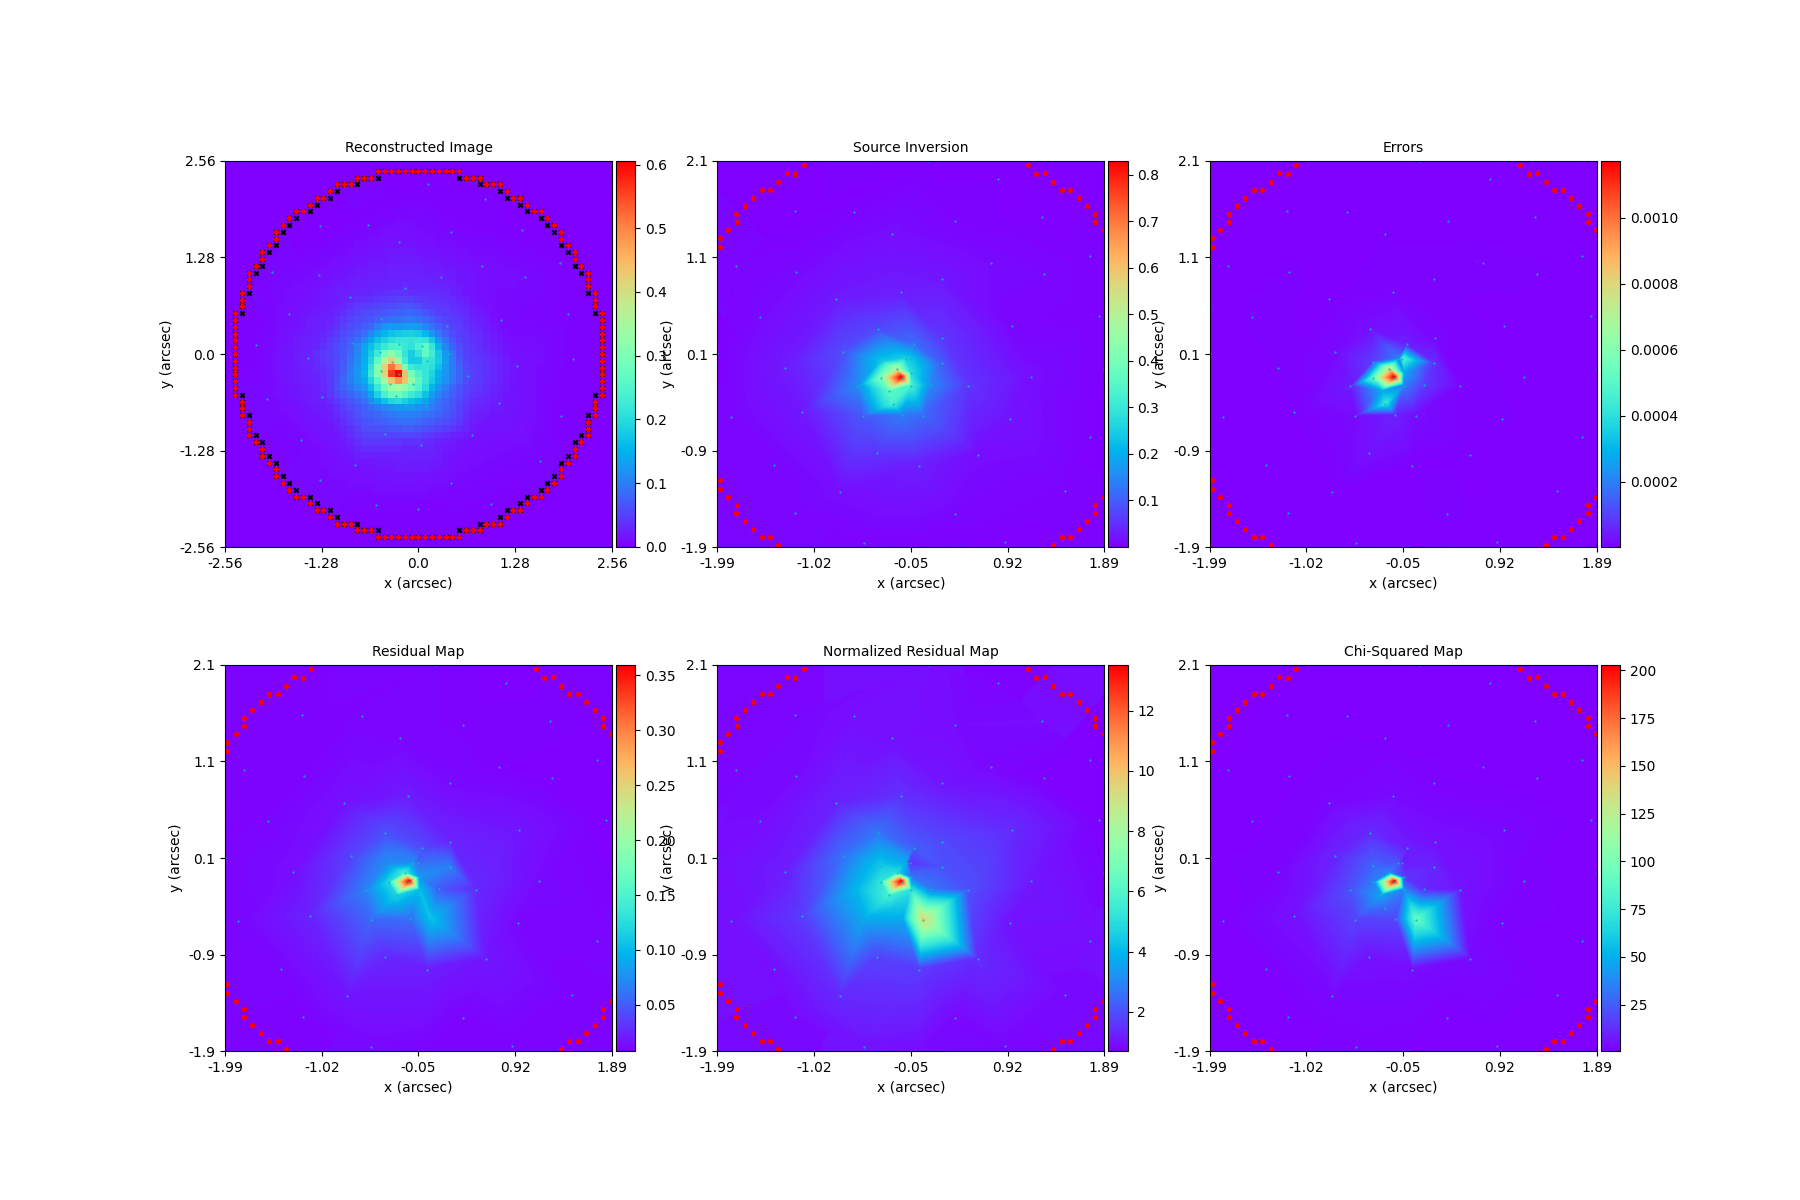 Reconstructed Image
2.56
1.28
0.0
-1.28
-2.56
-2.56 -1.28 0.0 1.28 2.56
x (arcsec)
y (arcsec)
0.6
0.5
0.4
0.3
0.2
0.1
0.0
Source Inversion
2.1
1.1
0.1
-0.9
-1.9
-1.99 -1.02 -0.05 0.92 1.89
x (arcsec)
y (arcsec)
0.8
0.7
0.6
0.5
0.4
0.3
0.2
0.1
Errors
2.1
1.1
0.1
-0.9
-1.9
-1.99 -1.02 -0.05 0.92 1.89
x (arcsec)
y (arcsec)
0.0010
0.0008
0.0006
0.0004
0.0002
Residual Map
2.1
1.1
0.1
-0.9
-1.9
-1.99 -1.02 -0.05 0.92 1.89
x (arcsec)
y (arcsec)
0.35
0.30
0.25
0.20
0.15
0.10
0.05
Normalized Residual Map
2.1
1.1
0.1
-0.9
-1.9
-1.99 -1.02 -0.05 0.92 1.89
x (arcsec)
y (arcsec)
12
10
8
6
4
2
Chi-Squared Map
2.1
1.1
0.1
-0.9
-1.9
-1.99 -1.02 -0.05 0.92 1.89
x (arcsec)
y (arcsec)
200
175
150
125
100
75
50
25